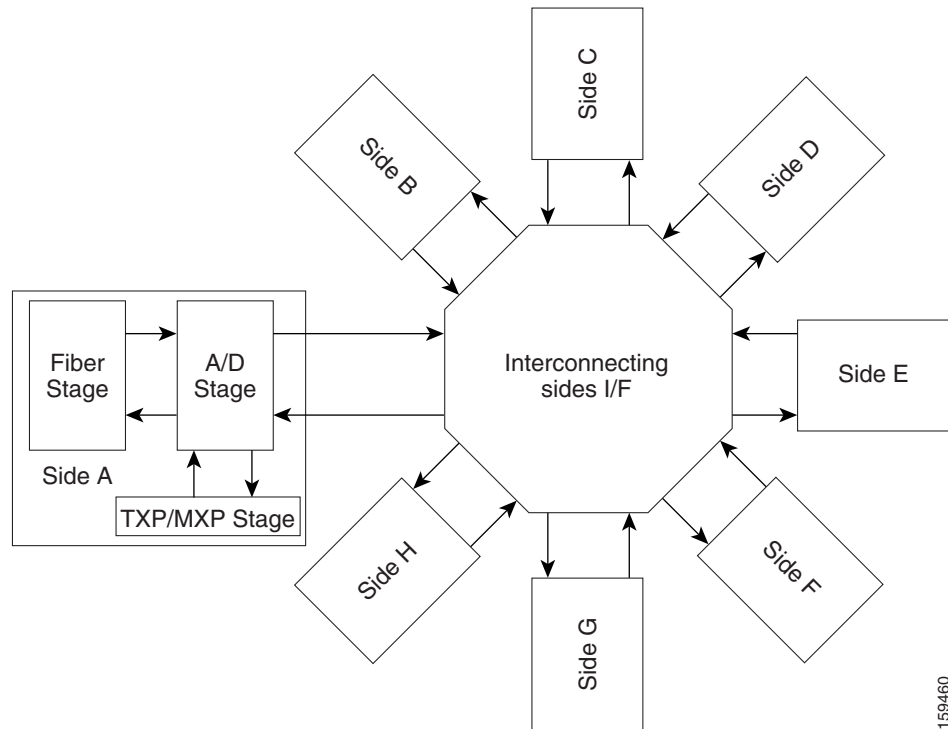 Side C
Side B
Side D
Fiber
Stage
A/D
Stage
Interconnecting
sides I/F
Side E
Side A
TXP/MXP Stage
Side H
Side F
Side G
159460